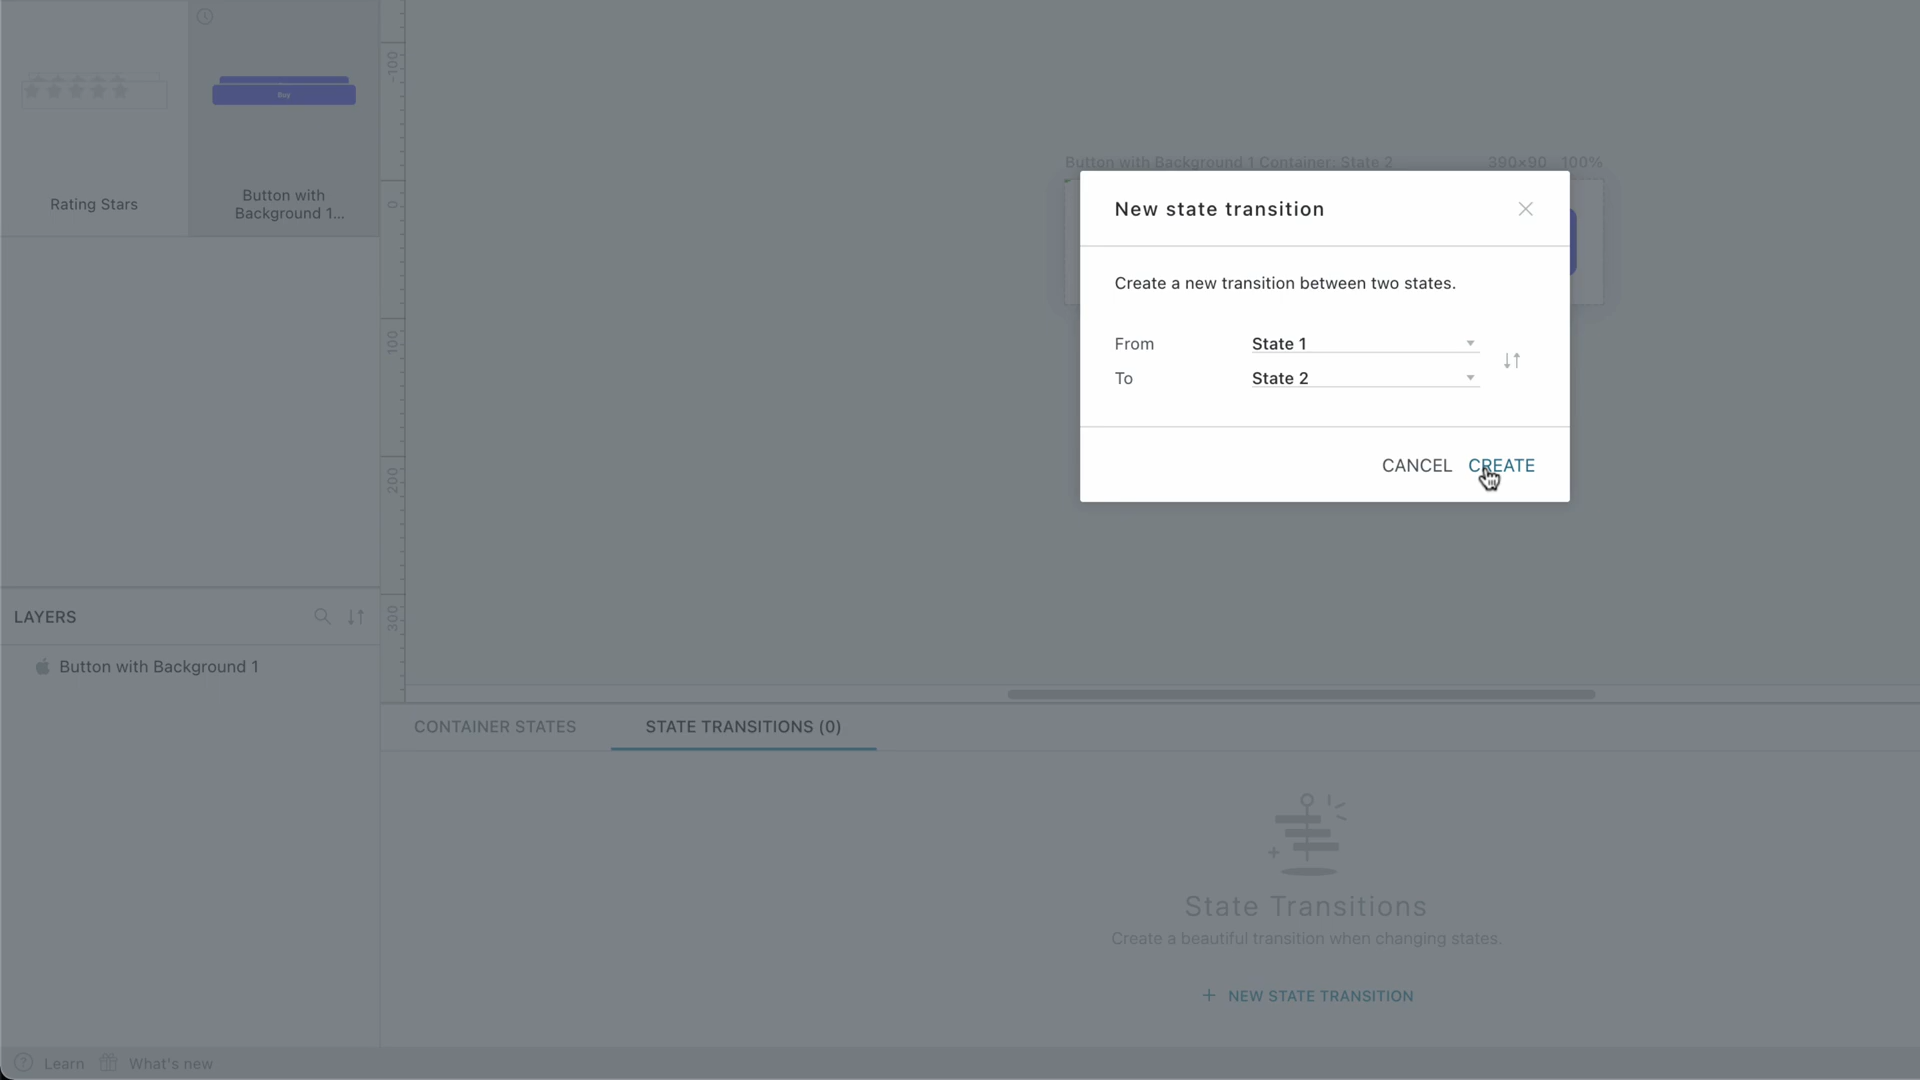 Buy
Rating Stars
Button with
Background 1...
-100
0
100
200
300
Button with Background 1 Container: State 2
390×90
100%
New state transition
Create a new transition between two states.
From
State 1
To
State 2
CANCEL
CREATE
LAYERS
Button with Background 1
CONTAINER STATES
STATE TRANSITIONS (0)
State Transitions
Create a beautiful transition when changing states.
+ NEW STATE TRANSITION
? Learn
What's new